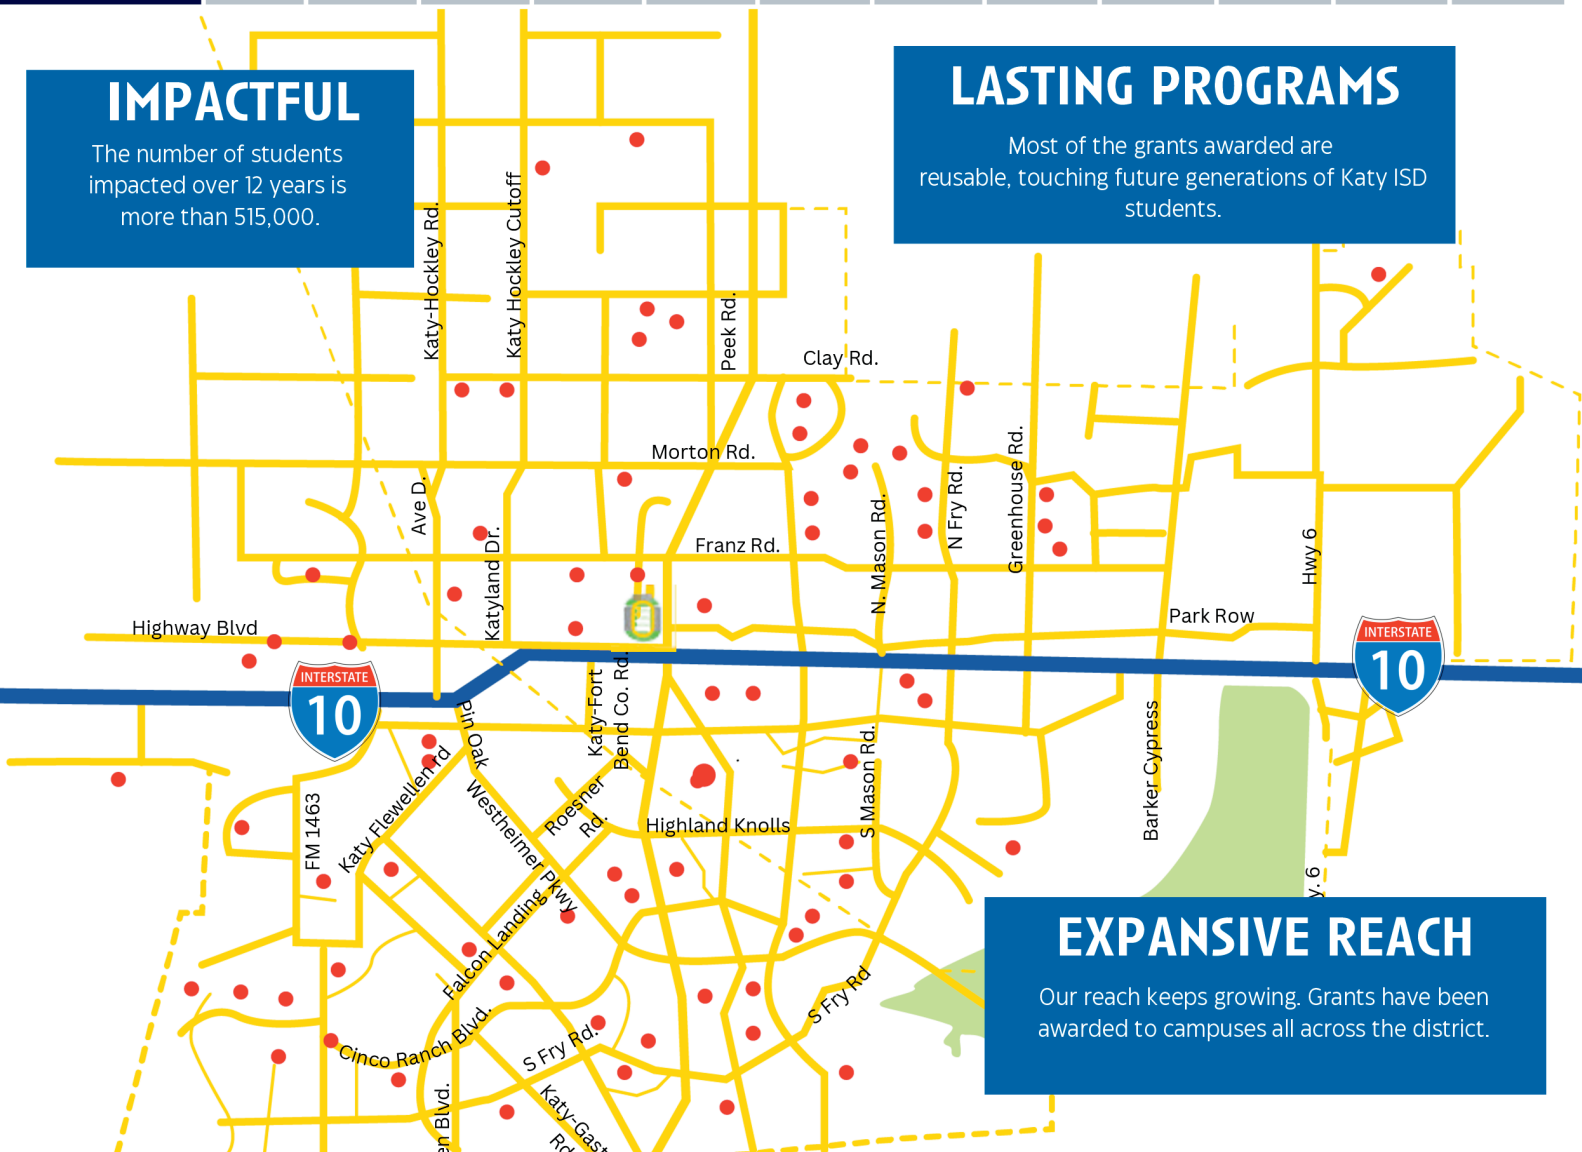 IMPACTFUL
The number of students
impacted over 12 years is
more than 515,000.
LASTING PROGRAMS
Most of the grants awarded are
reusable, touching future generations of Katy ISD
students.
Katy-Hockley Rd.
Katy Hockley Cutoff
Peek Rd.
Clay Rd.
Morton Rd.
Ave D.
Katyland Dr.
Franz Rd.
N. Mason Rd.
N Fry Rd.
Greenhouse Rd.
Hwy 6
Highway Blvd
Park Row
INTERSTATE
10
INTERSTATE
10
Pin Oak
Katy-Fort
Bend Co. Rd.
Katy Flewellen rd
FM 1463
Westheimer Pkwy
Roesner
Rd.
Highland Knolls
S Mason Rd.
Barker Cypress
y. 6
Falcon Landing
Cinco Ranch Blvd.
S Fry Rd.
S Fry Rd
Katy-Gast
Rd
en Blvd.
EXPANSIVE REACH
Our reach keeps growing. Grants have been
awarded to campuses all across the district.